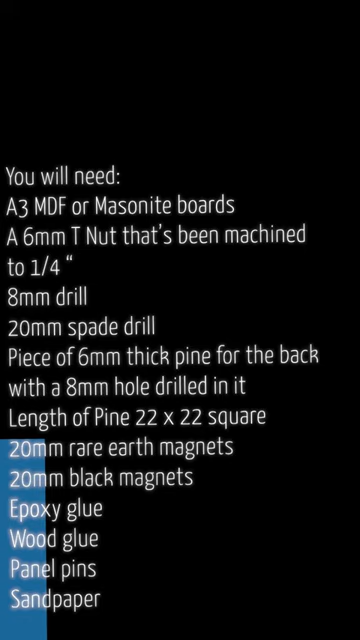 You will need:
A3 MDF or Masonite boards
A 6mm T Nut that's been machined
to 1/4 “
8mm drill
20mm spade drill
Piece of 6mm thick pine for the back
with a 8mm hole drilled in it
Length of Pine 22 x 22 square
20mm rare earth magnets
20mm black magnets
Epoxy glue
Wood glue
Panel pins
Sandpaper